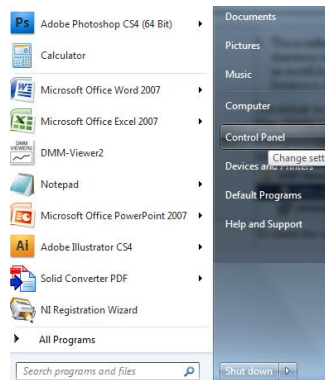 Ps Adobe Photoshop CS4 (64 Bit)
Calculator
Microsoft Office Word 2007
Microsoft Office Excel 2007
DMM-Viewer2
Notepad
Microsoft Office PowerPoint 2007
Ai Adobe Illustrator CS4
Solid Converter PDF
NI Registration Wizard
All Programs
Search programs and files
Documents
Pictures
Music
Computer
Control Panel
Change sett
Devices and Printers
Default Programs
Help and Support
Shut down